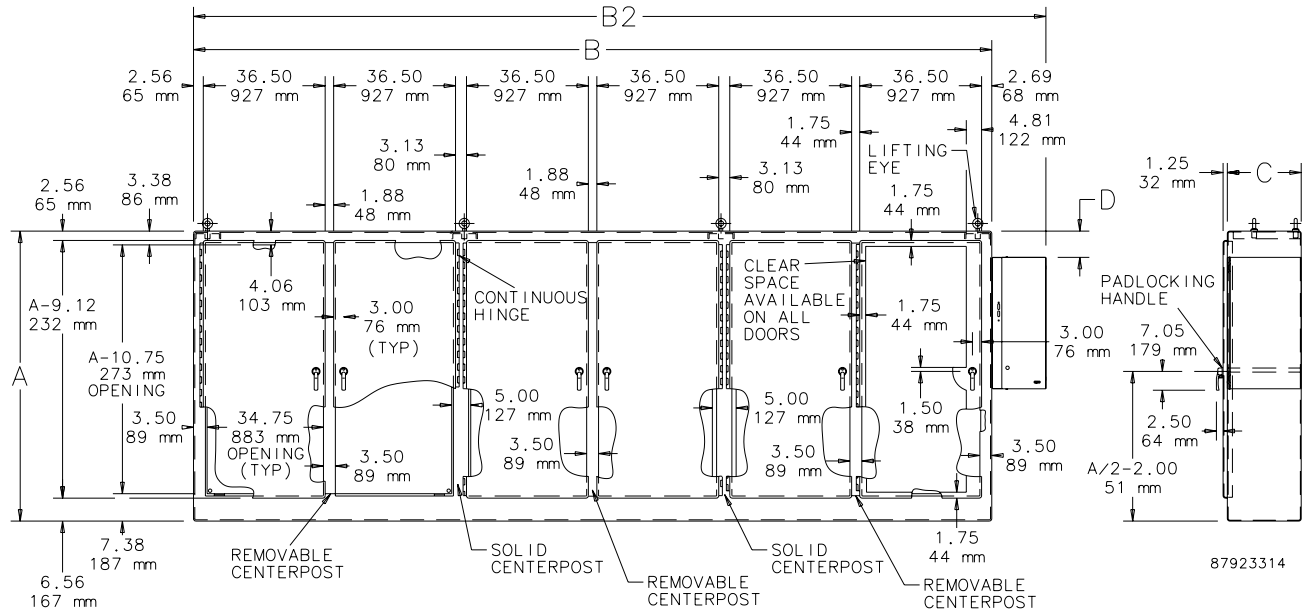 B2
B
2.56
65 mm
36.50
927 mm
36.50
927 mm
36.50
927 mm
36.50
927 mm
36.50
927 mm
36.50
927 mm
2.69
68 mm
3.13
80 mm
1.75
44 mm
4.81
122 mm
LIFTING
EYE
1.25
32 mm
C
2.56
65 mm
3.38
86 mm
1.88
48 mm
1.88
48 mm
3.13
80 mm
1.75
44 mm
D
A
A-9.12
232 mm
A-10.75
273 mm
OPENING
4.06
103 mm
3.00
76 mm
(TYP)
CONTINUOUS
HINGE
CLEAR
SPACE
AVAILABLE
ON ALL
DOORS
1.75
44 mm
3.00
76 mm
PADLOCKING
HANDLE
7.05
179 mm
3.50
89 mm
34.75
883 mm
OPENING
(TYP)
3.50
89 mm
5.00
127 mm
3.50
89 mm
5.00
127 mm
3.50
89 mm
1.50
38 mm
3.50
89 mm
2.50
64 mm
A/2-2.00
51 mm
6.56
167 mm
7.38
187 mm
REMOVABLE
CENTERPOST
SOLID
CENTERPOST
REMOVABLE
CENTERPOST
SOLID
CENTERPOST
REMOVABLE
CENTERPOST
1.75
44 mm
87923314